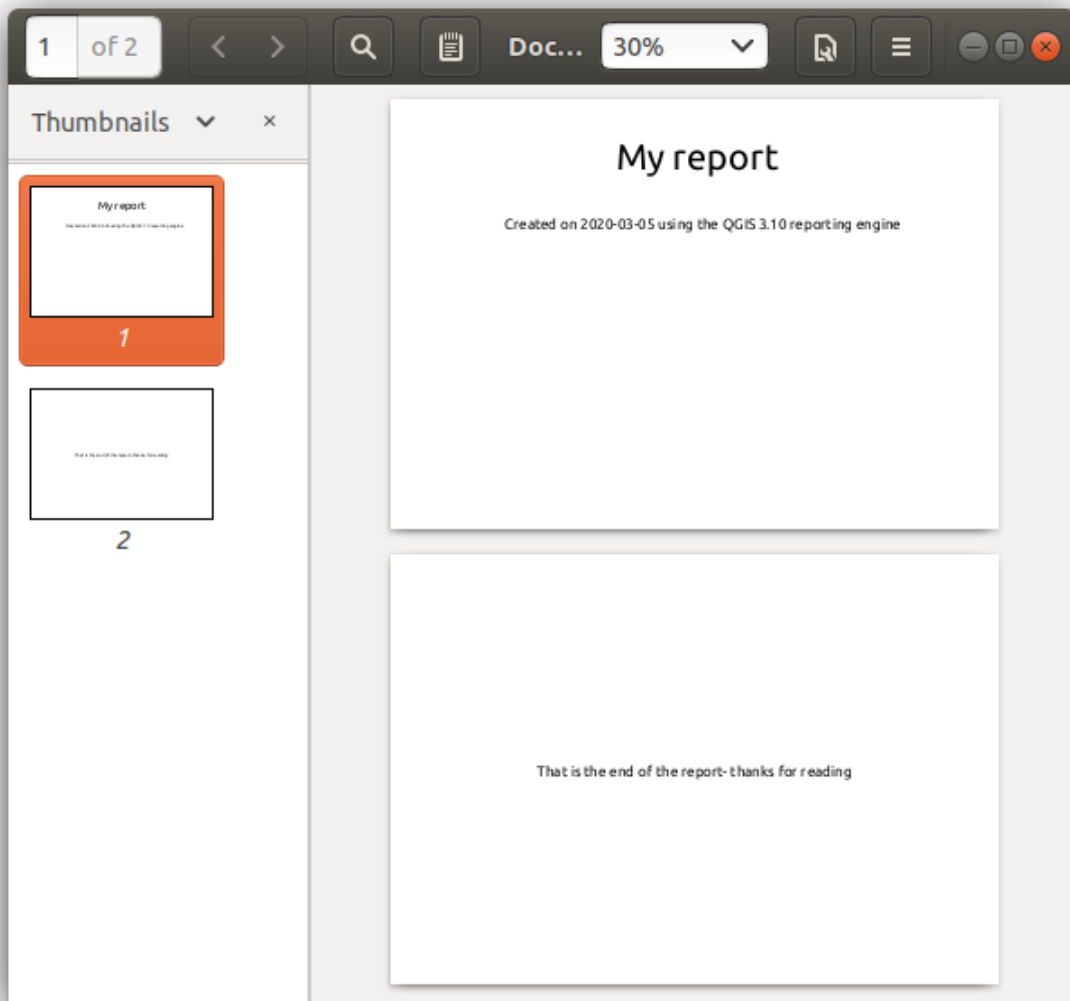 1 of 2 Doc... 30%
Thumbnails
My report
1
2
My report
Created on 2020-03-05 using the QGIS 3.10 reporting engine
That is the end of the report- thanks for reading